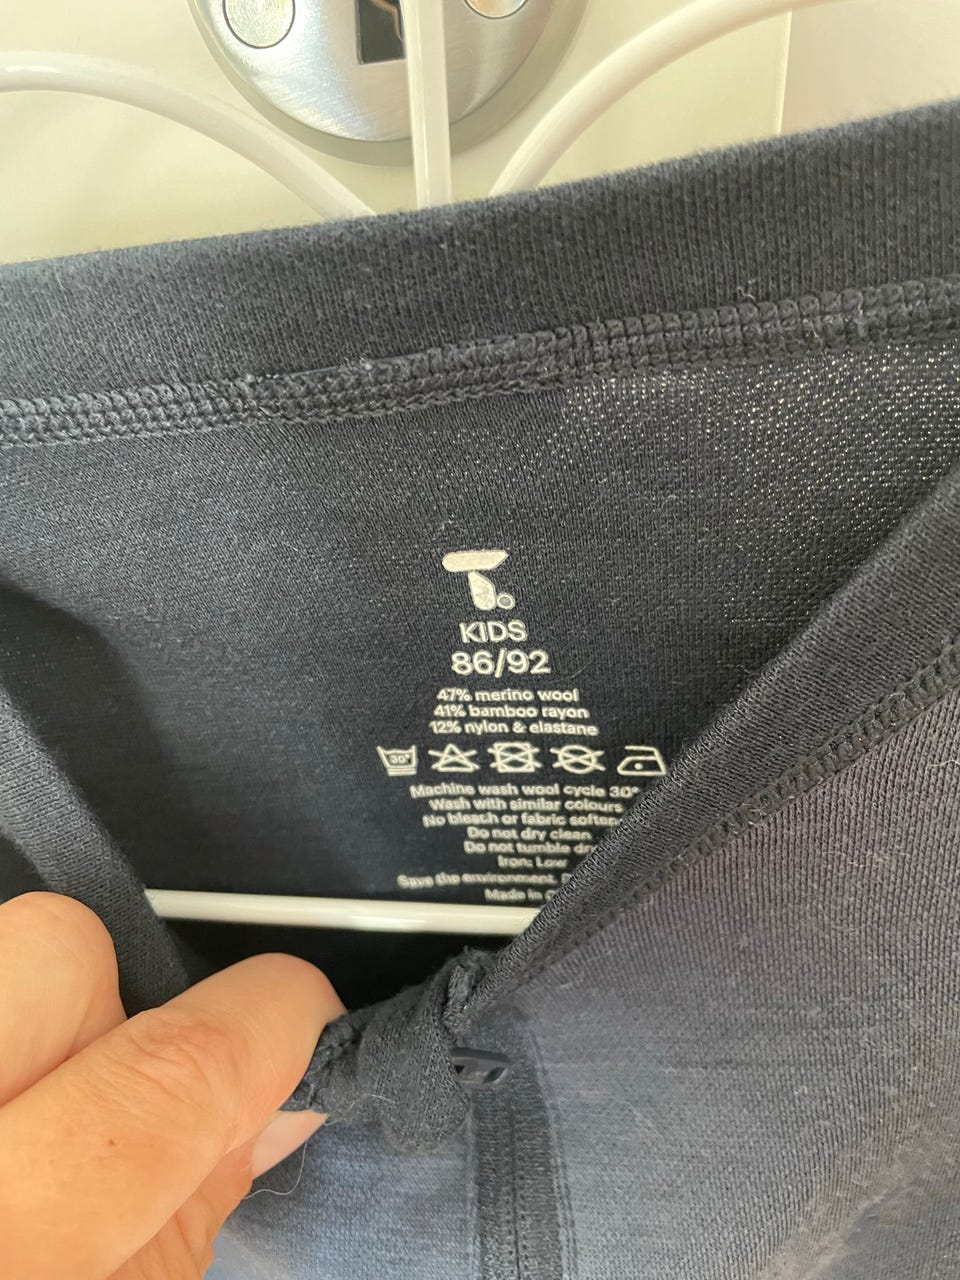 T.
KIDS
86/92
47% merino wool
41% bamboo rayon
12% nylon & elastane
30°
Machine wash wool cycle 30°
Wash with similar colours
No bleach or fabric
Do not dry clean
Do not tumble dry
Iron: Low
Save the environment.
Made in